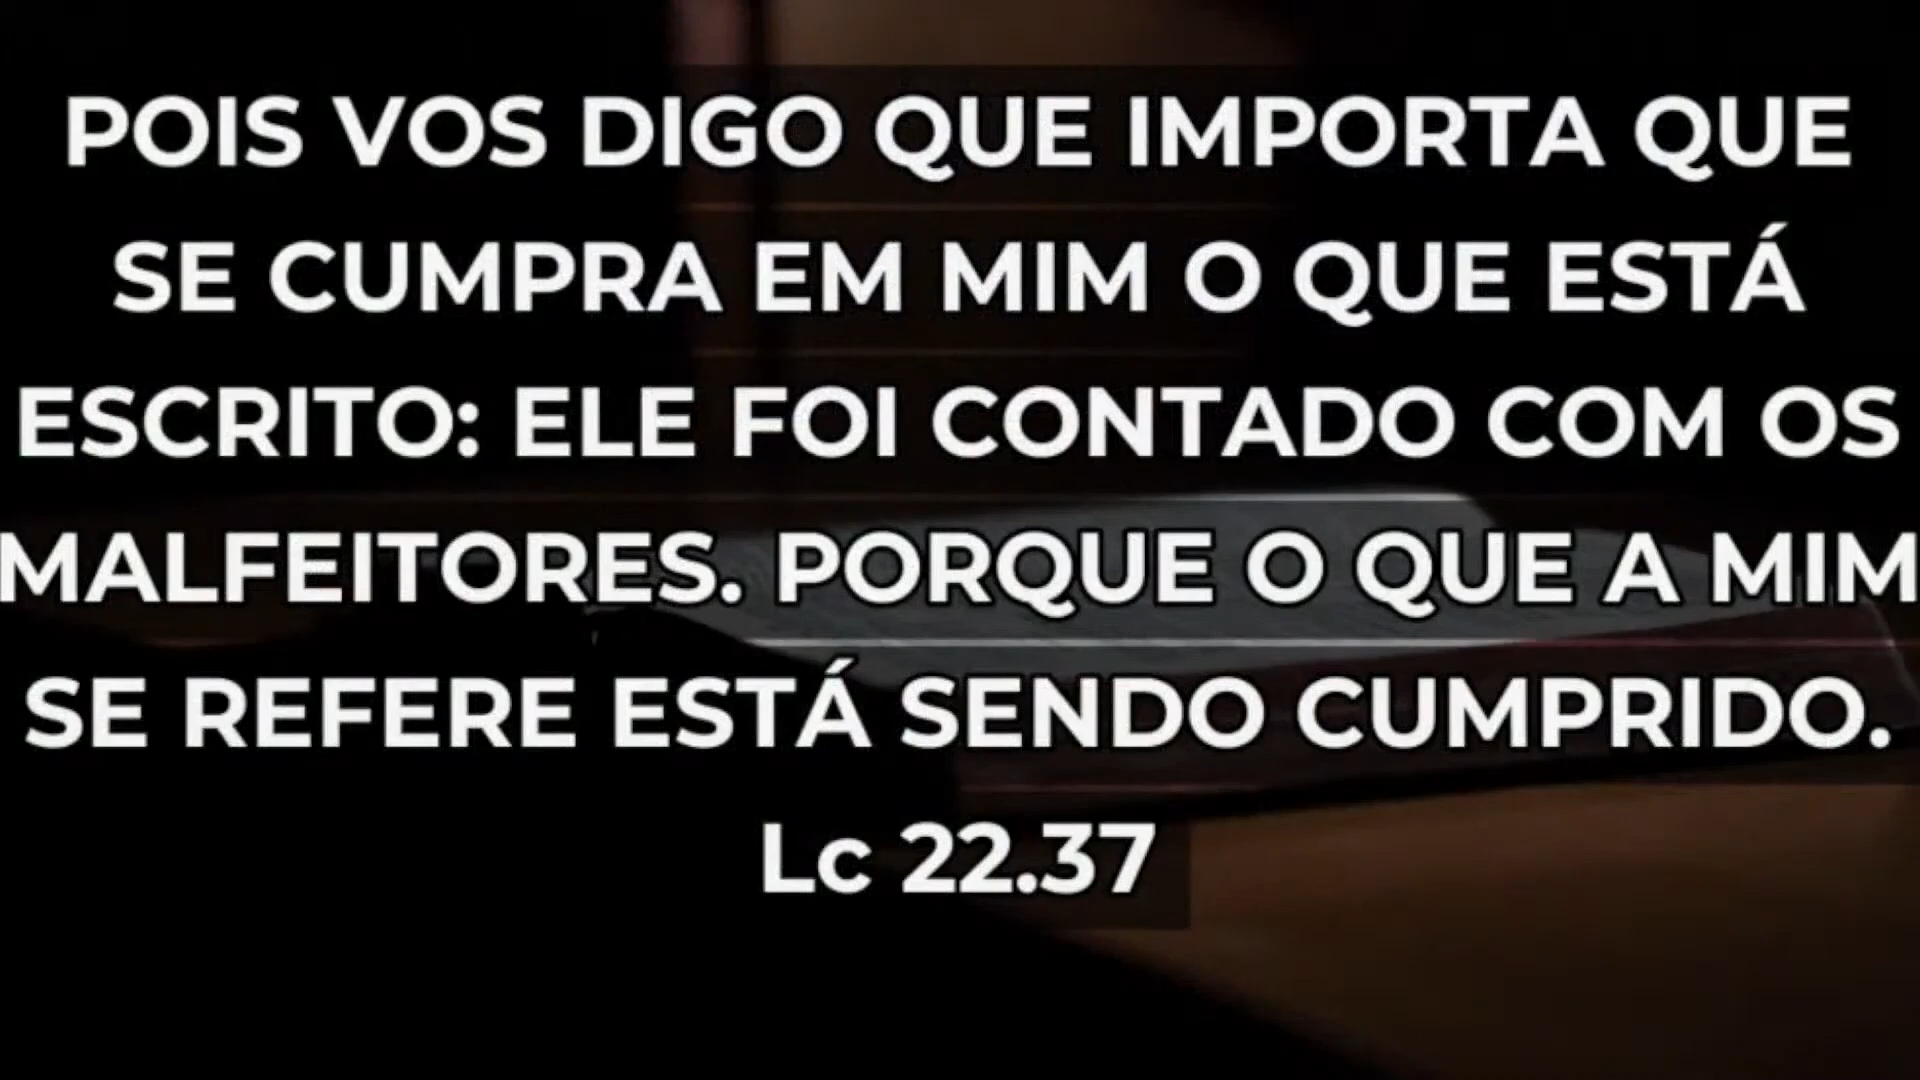 POIS VOS DIGO QUE IMPORTA QUE
SE CUMPRA EM MIM O QUE ESTÁ
ESCRITO: ELE FOI CONTADO COM OS
MALFEITORES. PORQUE O QUE A MIM
SE REFERE ESTÁ SENDO CUMPRIDO.
Lc 22.37